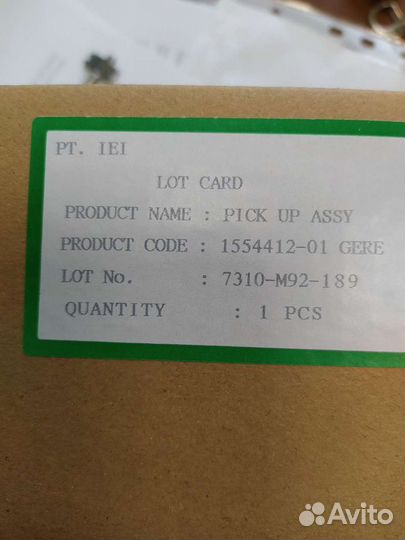 PT. IEI
LOT CARD
PRODUCT NAME : PICK UP ASSY
PRODUCT CODE : 1554412-01 GERE
LOT No. : 7310-M92-189
QUANTITY : 1 PCS
Avito